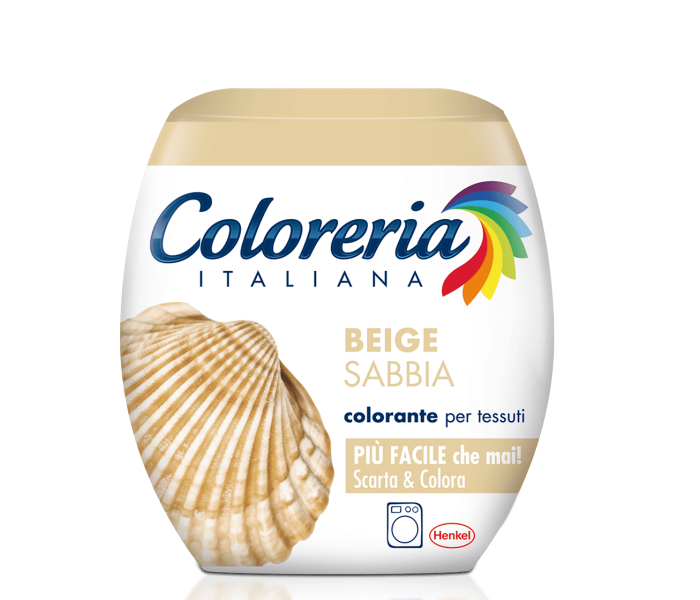 Coloreria
ITALIANA
BEIGE
SABBIA
colorante per tessuti
PIÙ FACILE che mai!
Scarta & Colora
Henkel